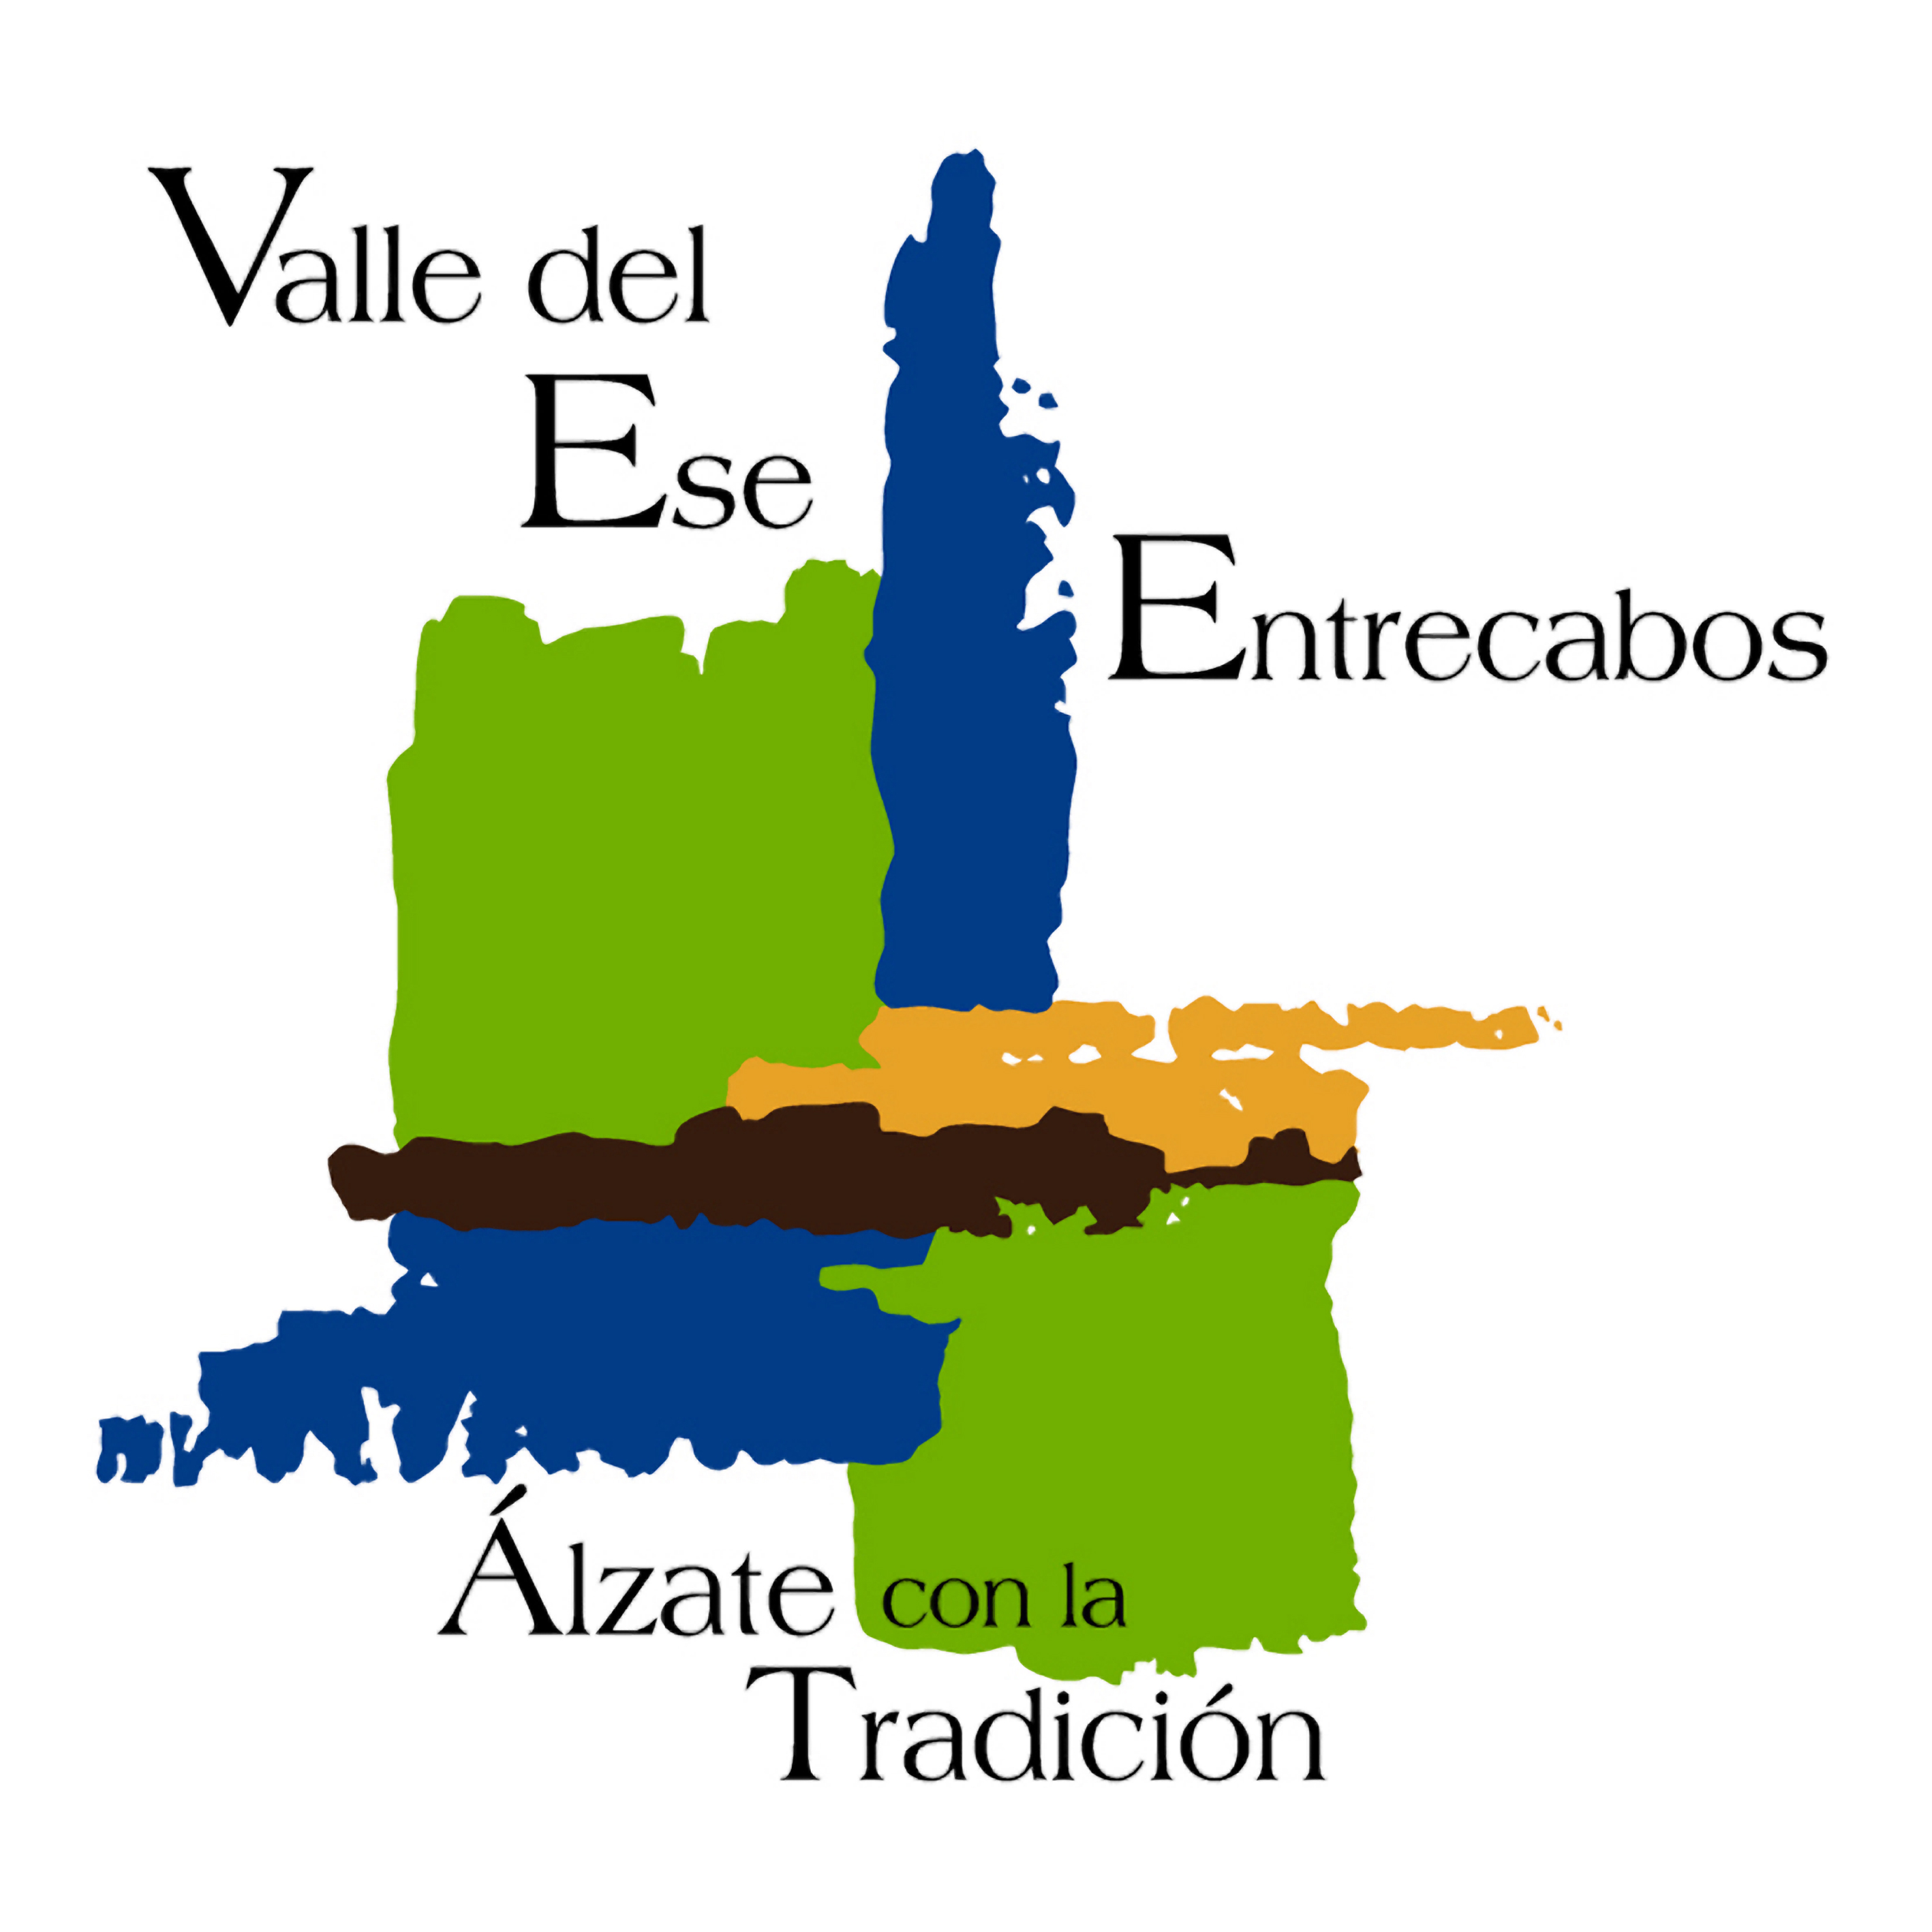 Valle del
Ese
Entrecabos
Álzate con la
Tradición